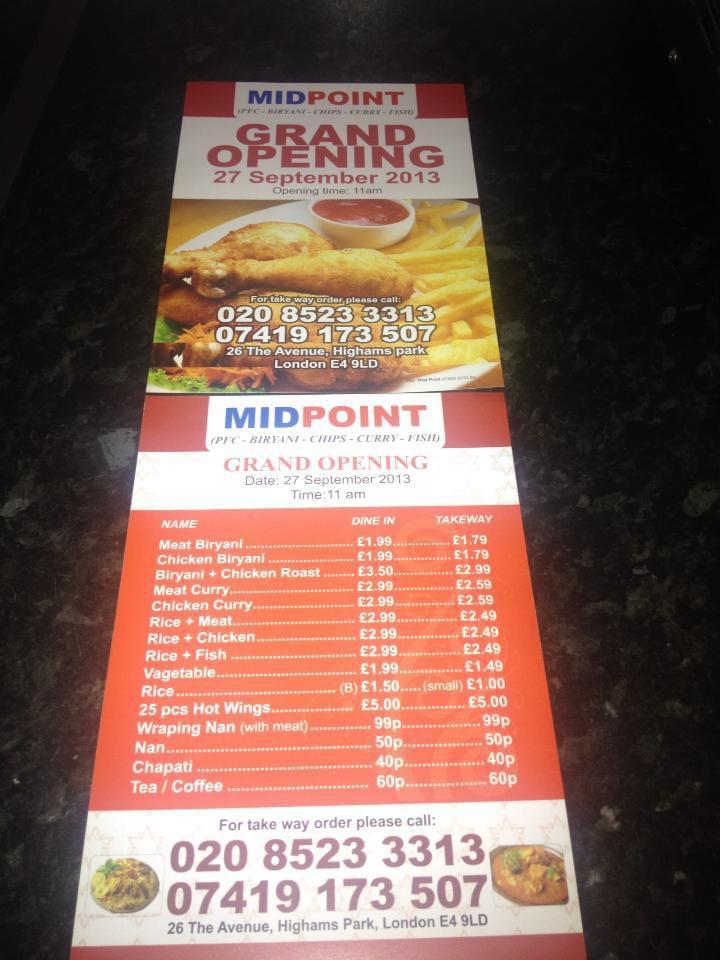 MIDPOINT
(PFC - BIRYANI - CHIPS - CURRY - FISH)
GRAND
OPENING
27 September 2013
Opening time: 11am
For take way order please call:
020 8523 3313
07419 173 507
26 The Avenue, Highams park
London E4 9LD
One Point
MIDPOINT
(PFC - BIRYANI - CHIPS - CURRY - FISH)
GRAND OPENING
Date: 27 September 2013
Time:11 am
NAME DINE IN TAKEWAY
Meat Biryani ........ £1.99 ........ £1.79
Chicken Biryani ........ £1.99 ........ £1.79
Biryani + Chicken Roast ........ £3.50 ........ £2.99
Meat Curry ........ £2.99 ........ £2.59
Chicken Curry ........ £2.99 ........ £2.59
Rice + Meat ........ £2.99 ........ £2.49
Rice + Chicken ........ £2.99 ........ £2.49
Rice + Fish ........ £2.99 ........ £2.49
Vagetable ........ £1.99 ........ £1.49
Rice ........ (B) £1.50 ..... (small) £1.00
25 pcs Hot Wings ........ £5.00 ........ £5.00
Wraping Nan (with meat) ........ 99p ........ 99p
Nan ........ 50p ........ 50p
Chapati ........ 40p ........ 40p
Tea / Coffee ........ 60p ........ 60p
For take way order please call:
020 8523 3313
07419 173 507
26 The Avenue, Highams Park, London E4 9LD